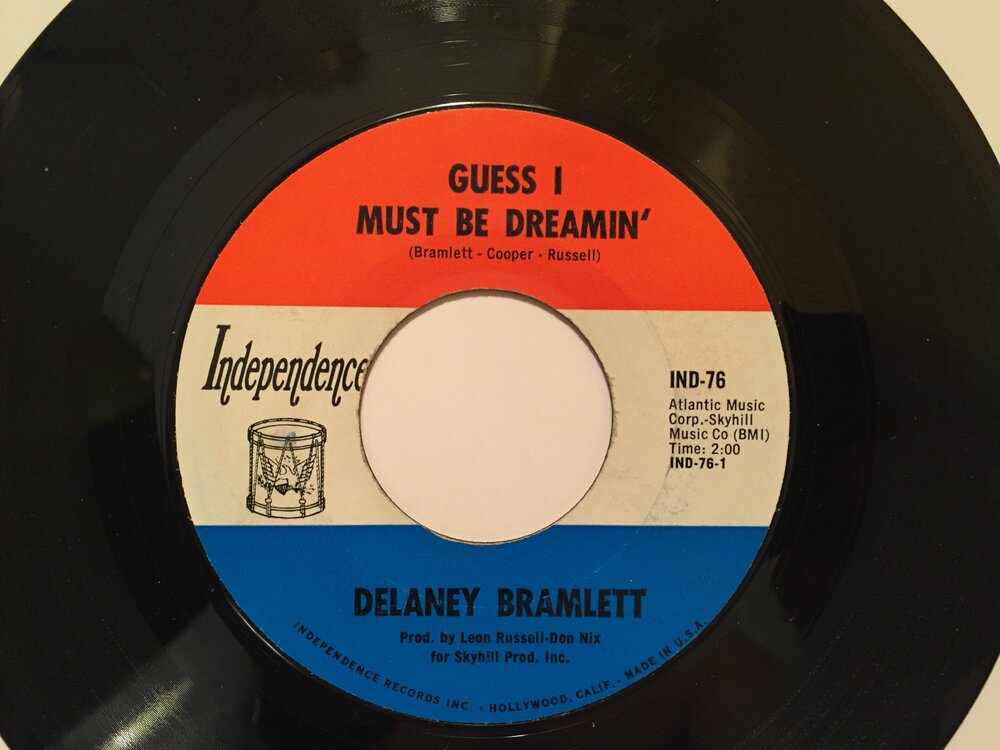 GUESS I
MUST BE DREAMIN'
(Bramlett - Cooper - Russell)
Independence
IND-76
Atlantic Music
Corp.-Skyhill
Music Co (BMI)
Time: 2:00
IND-76-1
DELANEY BRAMLETT
Prod. by Leon Russell-Don Nix
for Skyhill Prod. Inc.
INDEPENDENCE RECORDS INC. • HOLLYWOOD, CALIF. • MADE IN U.S.A.